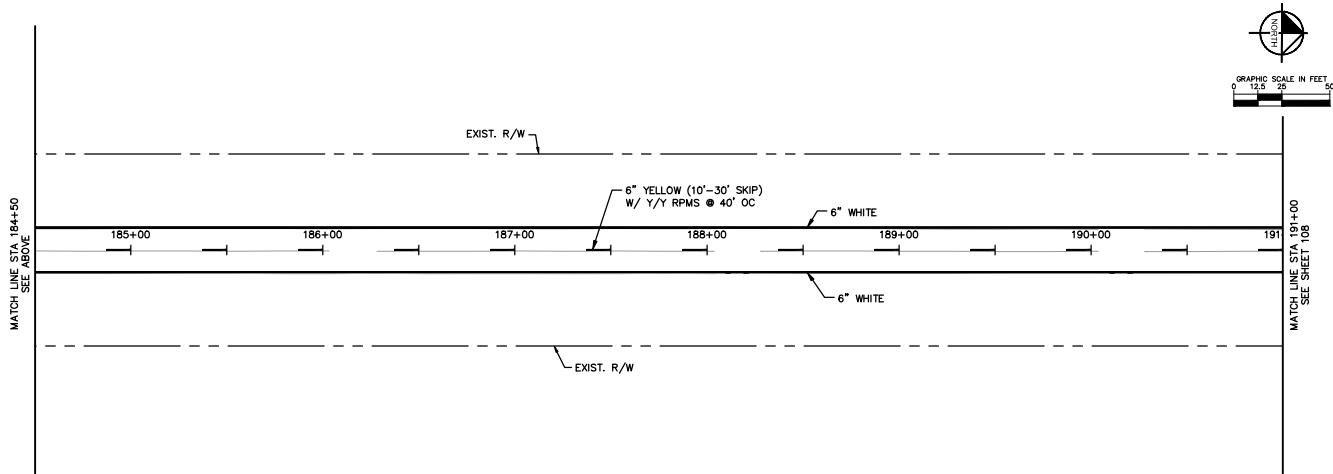 NORTH
GRAPHIC SCALE IN FEET
0 12.5 25 50
EXIST. R/W
6" YELLOW (10'-30' SKIP)
W/ Y/Y RPMS @ 40' OC
6" WHITE
MATCH LINE STA 184+50
SEE ABOVE
185+00 186+00 187+00 188+00 189+00 190+00 191
MATCH LINE STA 191+00
SEE SHEET 108
6" WHITE
EXIST. R/W